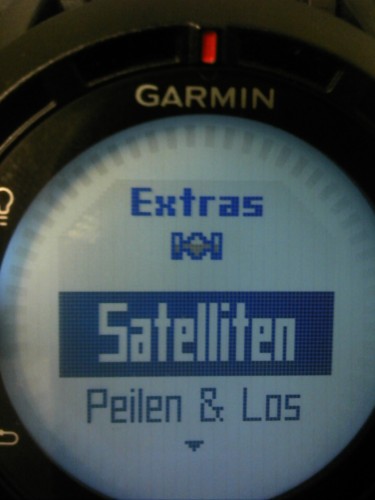 GARMIN
Extras
Satelliten
Peilen & Los